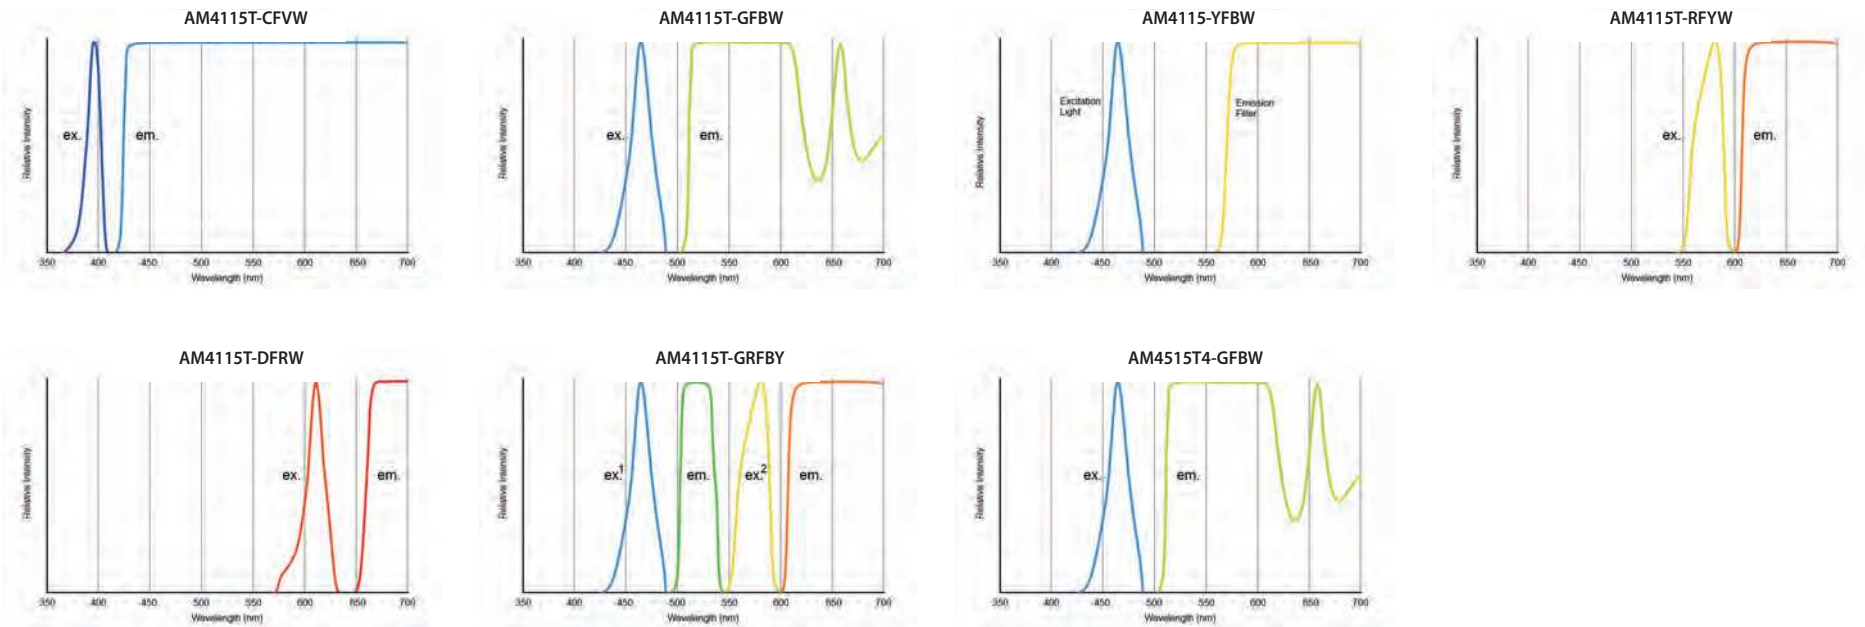 AM4115T-CFVW
Relative Intensity
ex.
em.
350 400 450 500 550 600 650 700
Wavelength (nm)
AM4115T-GFBW
Relative Intensity
ex.
em.
350 400 450 500 550 600 650 700
Wavelength (nm)
AM4115-YFBW
Relative Intensity
Excitation
Light
Emission
Filter
350 400 450 500 550 600 650 700
Wavelength (nm)
AM4115T-RFYW
Relative Intensity
ex.
em.
350 400 450 500 550 600 650 700
Wavelength (nm)
AM4115T-DFRW
Relative Intensity
ex.
em.
350 400 450 500 550 600 650 700
Wavelength (nm)
AM4115T-GRFBY
Relative Intensity
ex.1
em.
ex.2
em.
350 400 450 500 550 600 650 700
Wavelength (nm)
AM4515T4-GFBW
Relative Intensity
ex.
em.
350 400 450 500 550 600 650 700
Wavelength (nm)